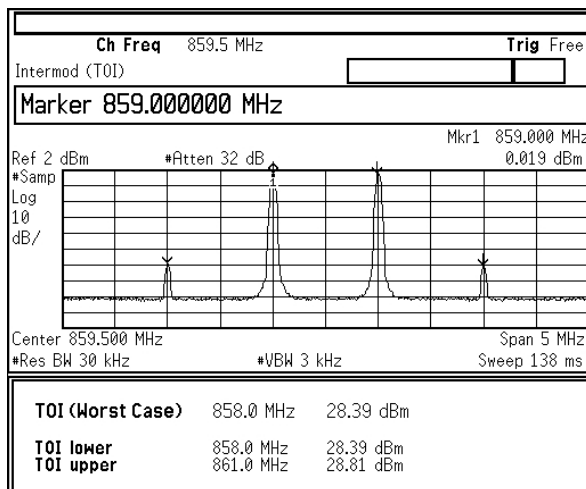 Ch Freq 859.5 MHz Trig Free
Intermod (TOI)
Marker 859.000000 MHz
Mkr1 859.000 MHz
Ref 2 dBm #Atten 32 dB 0.019 dBm
#Samp
Log
10
dB/
Center 859.500 MHz Span 5 MHz
#Res BW 30 kHz #VBW 3 kHz Sweep 138 ms
TOI (Worst Case) 858.0 MHz 28.39 dBm
TOI lower 858.0 MHz 28.39 dBm
TOI upper 861.0 MHz 28.81 dBm